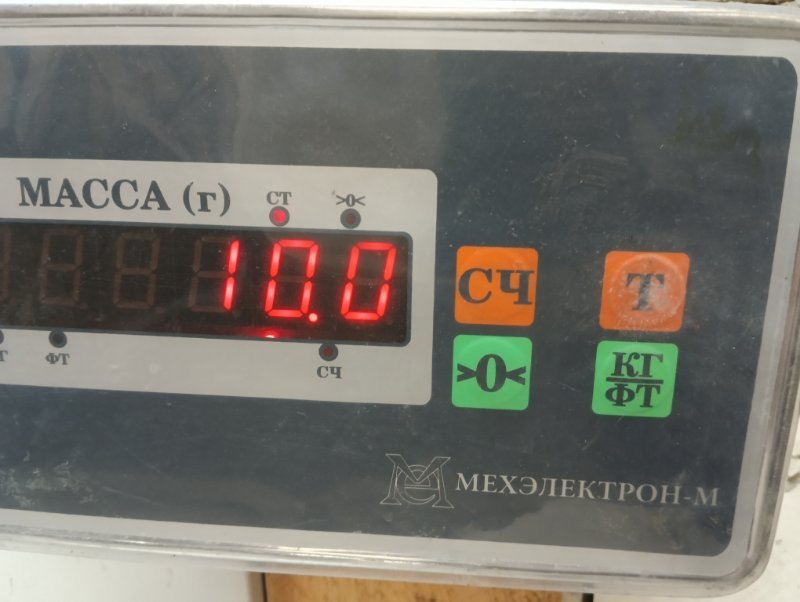 МАССА (г)
СТ
>0<
10.0
ФТ
СЧ
СЧ
Т
>0<
КГ
ФТ
МЕХЭЛЕКТРОН-М